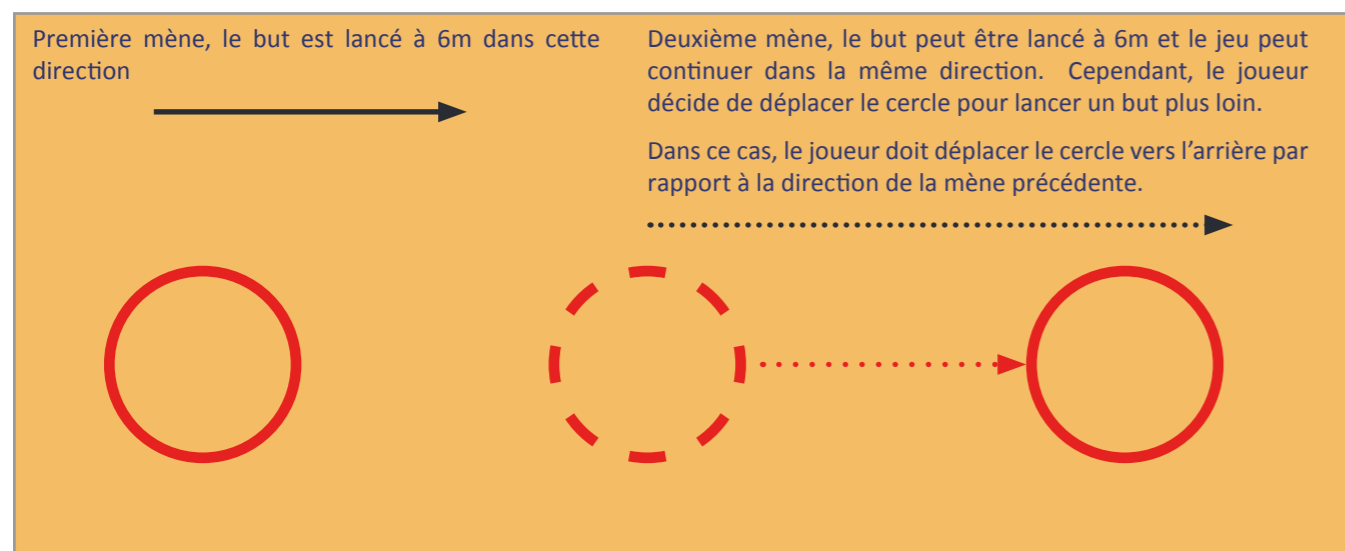 Première mène, le but est lancé à 6m dans cette
direction
Deuxième mène, le but peut être lancé à 6m et le jeu peut
continuer dans la même direction. Cependant, le joueur
décide de déplacer le cercle pour lancer un but plus loin.
Dans ce cas, le joueur doit déplacer le cercle vers l’arrière par
rapport à la direction de la mène précédente.